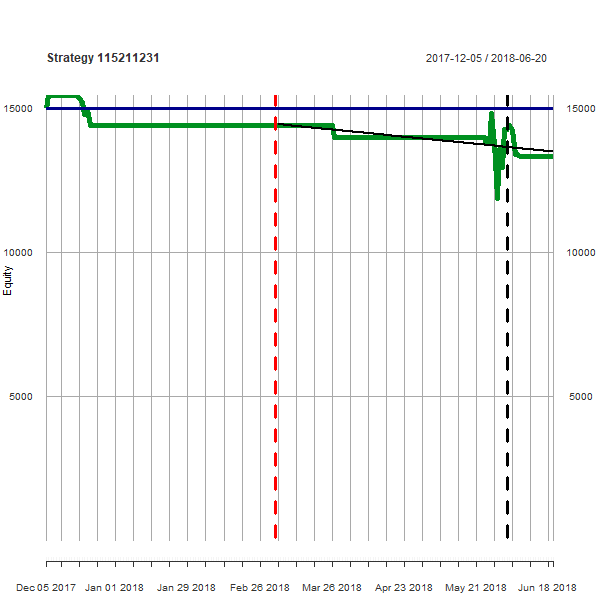 Strategy 115211231
2017-12-05 / 2018-06-20
15000 15000
10000 10000
Equity
5000 5000
Dec 05 2017 Jan 01 2018 Jan 29 2018 Feb 26 2018 Mar 26 2018 Apr 23 2018 May 21 2018 Jun 18 2018